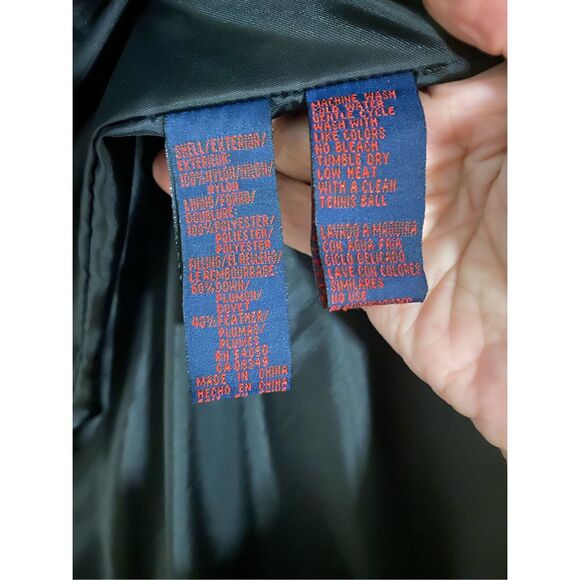 SHELL/EXTERIOR/
EXTERIEUR:
100% NYLON/NILON/
NYLON
LINING/FORRO/
DOUBLURE:
100% POLYESTER/
POLIESTER/
POLYESTER
FILLING/EL RELLENO/
LE REMBOURRAGE:
60% DOWN/
PLUMON/
DUVET
40% FEATHER/
PLUMAS/
PLUMES
RN 54050
CA 08348
MADE IN CHINA
HECHO EN CHINA
MACHINE WASH
COLD WATER
GENTLE CYCLE
WASH WITH
LIKE COLORS
NO BLEACH
TUMBLE DRY
LOW HEAT
WITH A CLEAN
TENNIS BALL
LAVADO A MAQUINA
CON AGUA FRIA
CICLO DELICADO
LAVE CON COLORES
SIMILARES
NO USE